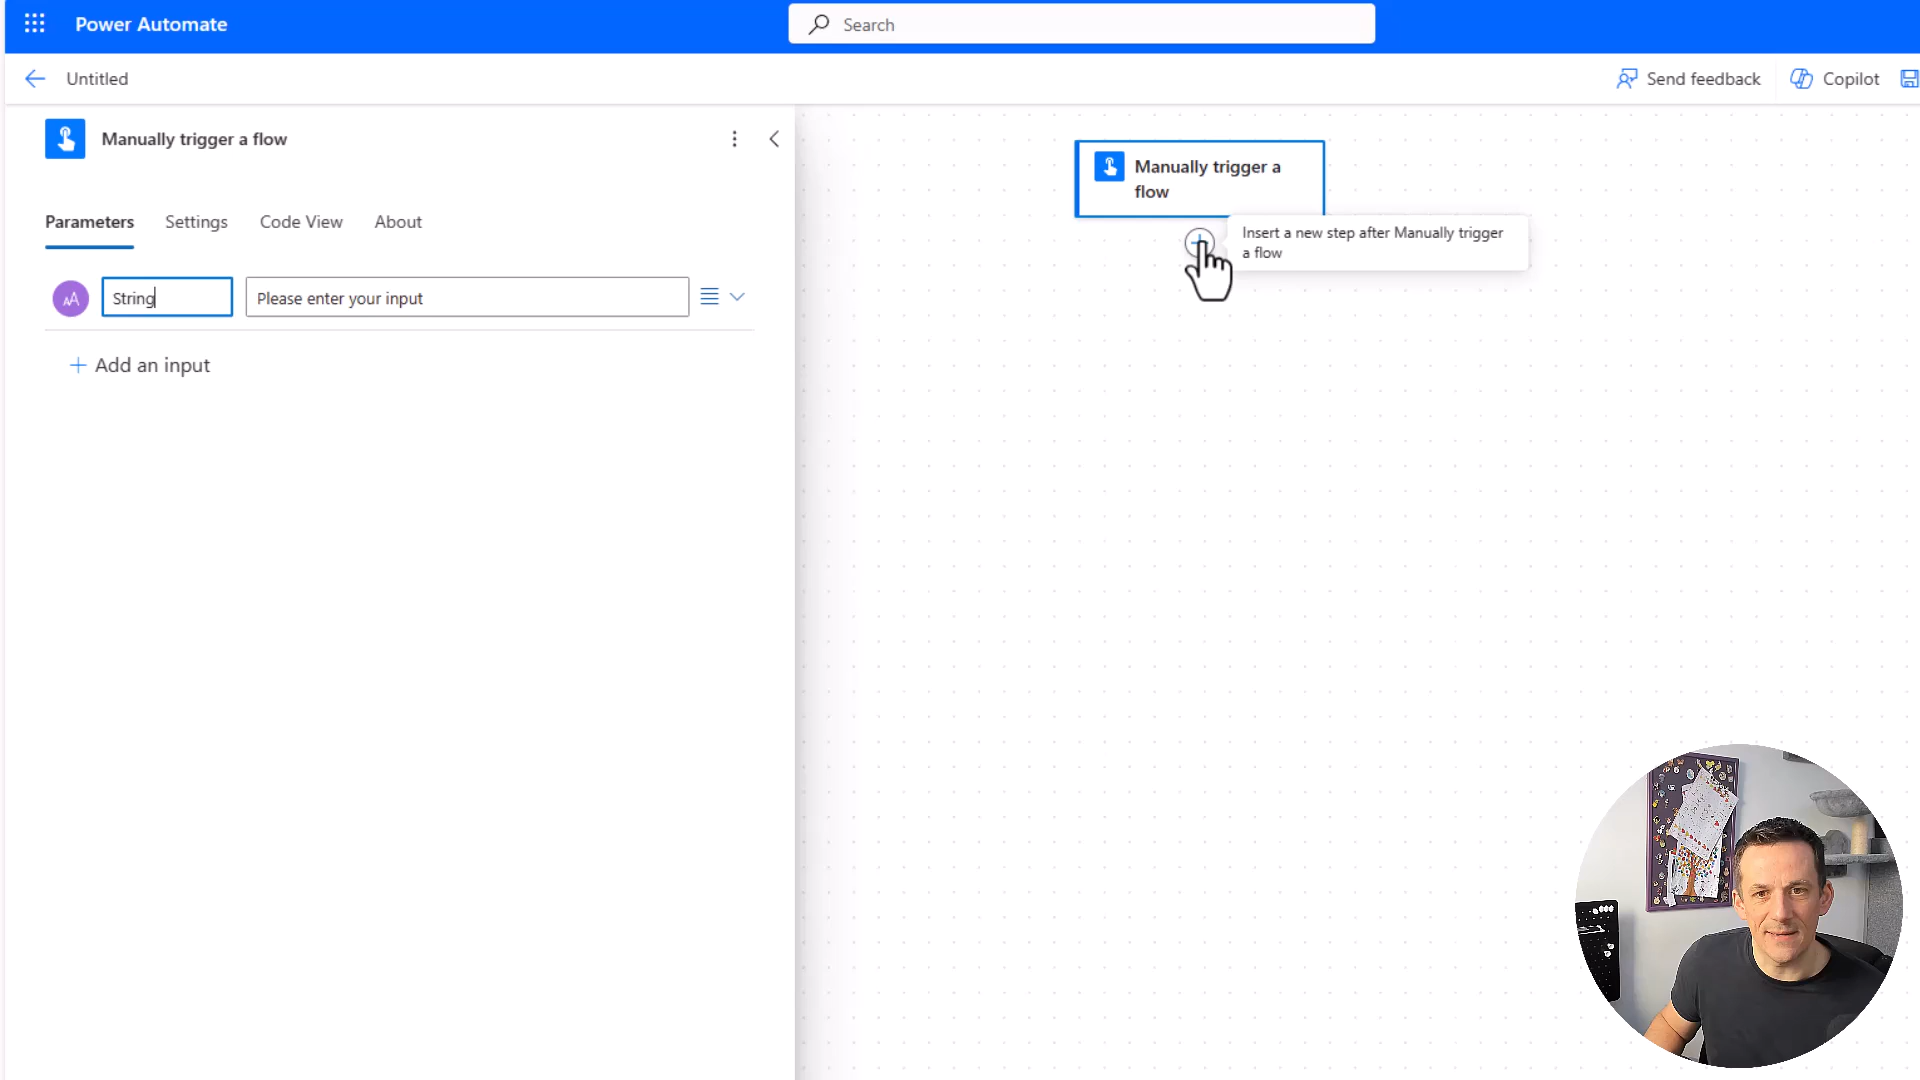 Power Automate
Search
Untitled
Send feedback
Copilot
Manually trigger a flow
Parameters
Settings
Code View
About
String
Please enter your input
Add an input
Manually trigger a
flow
Insert a new step after Manually trigger
a flow